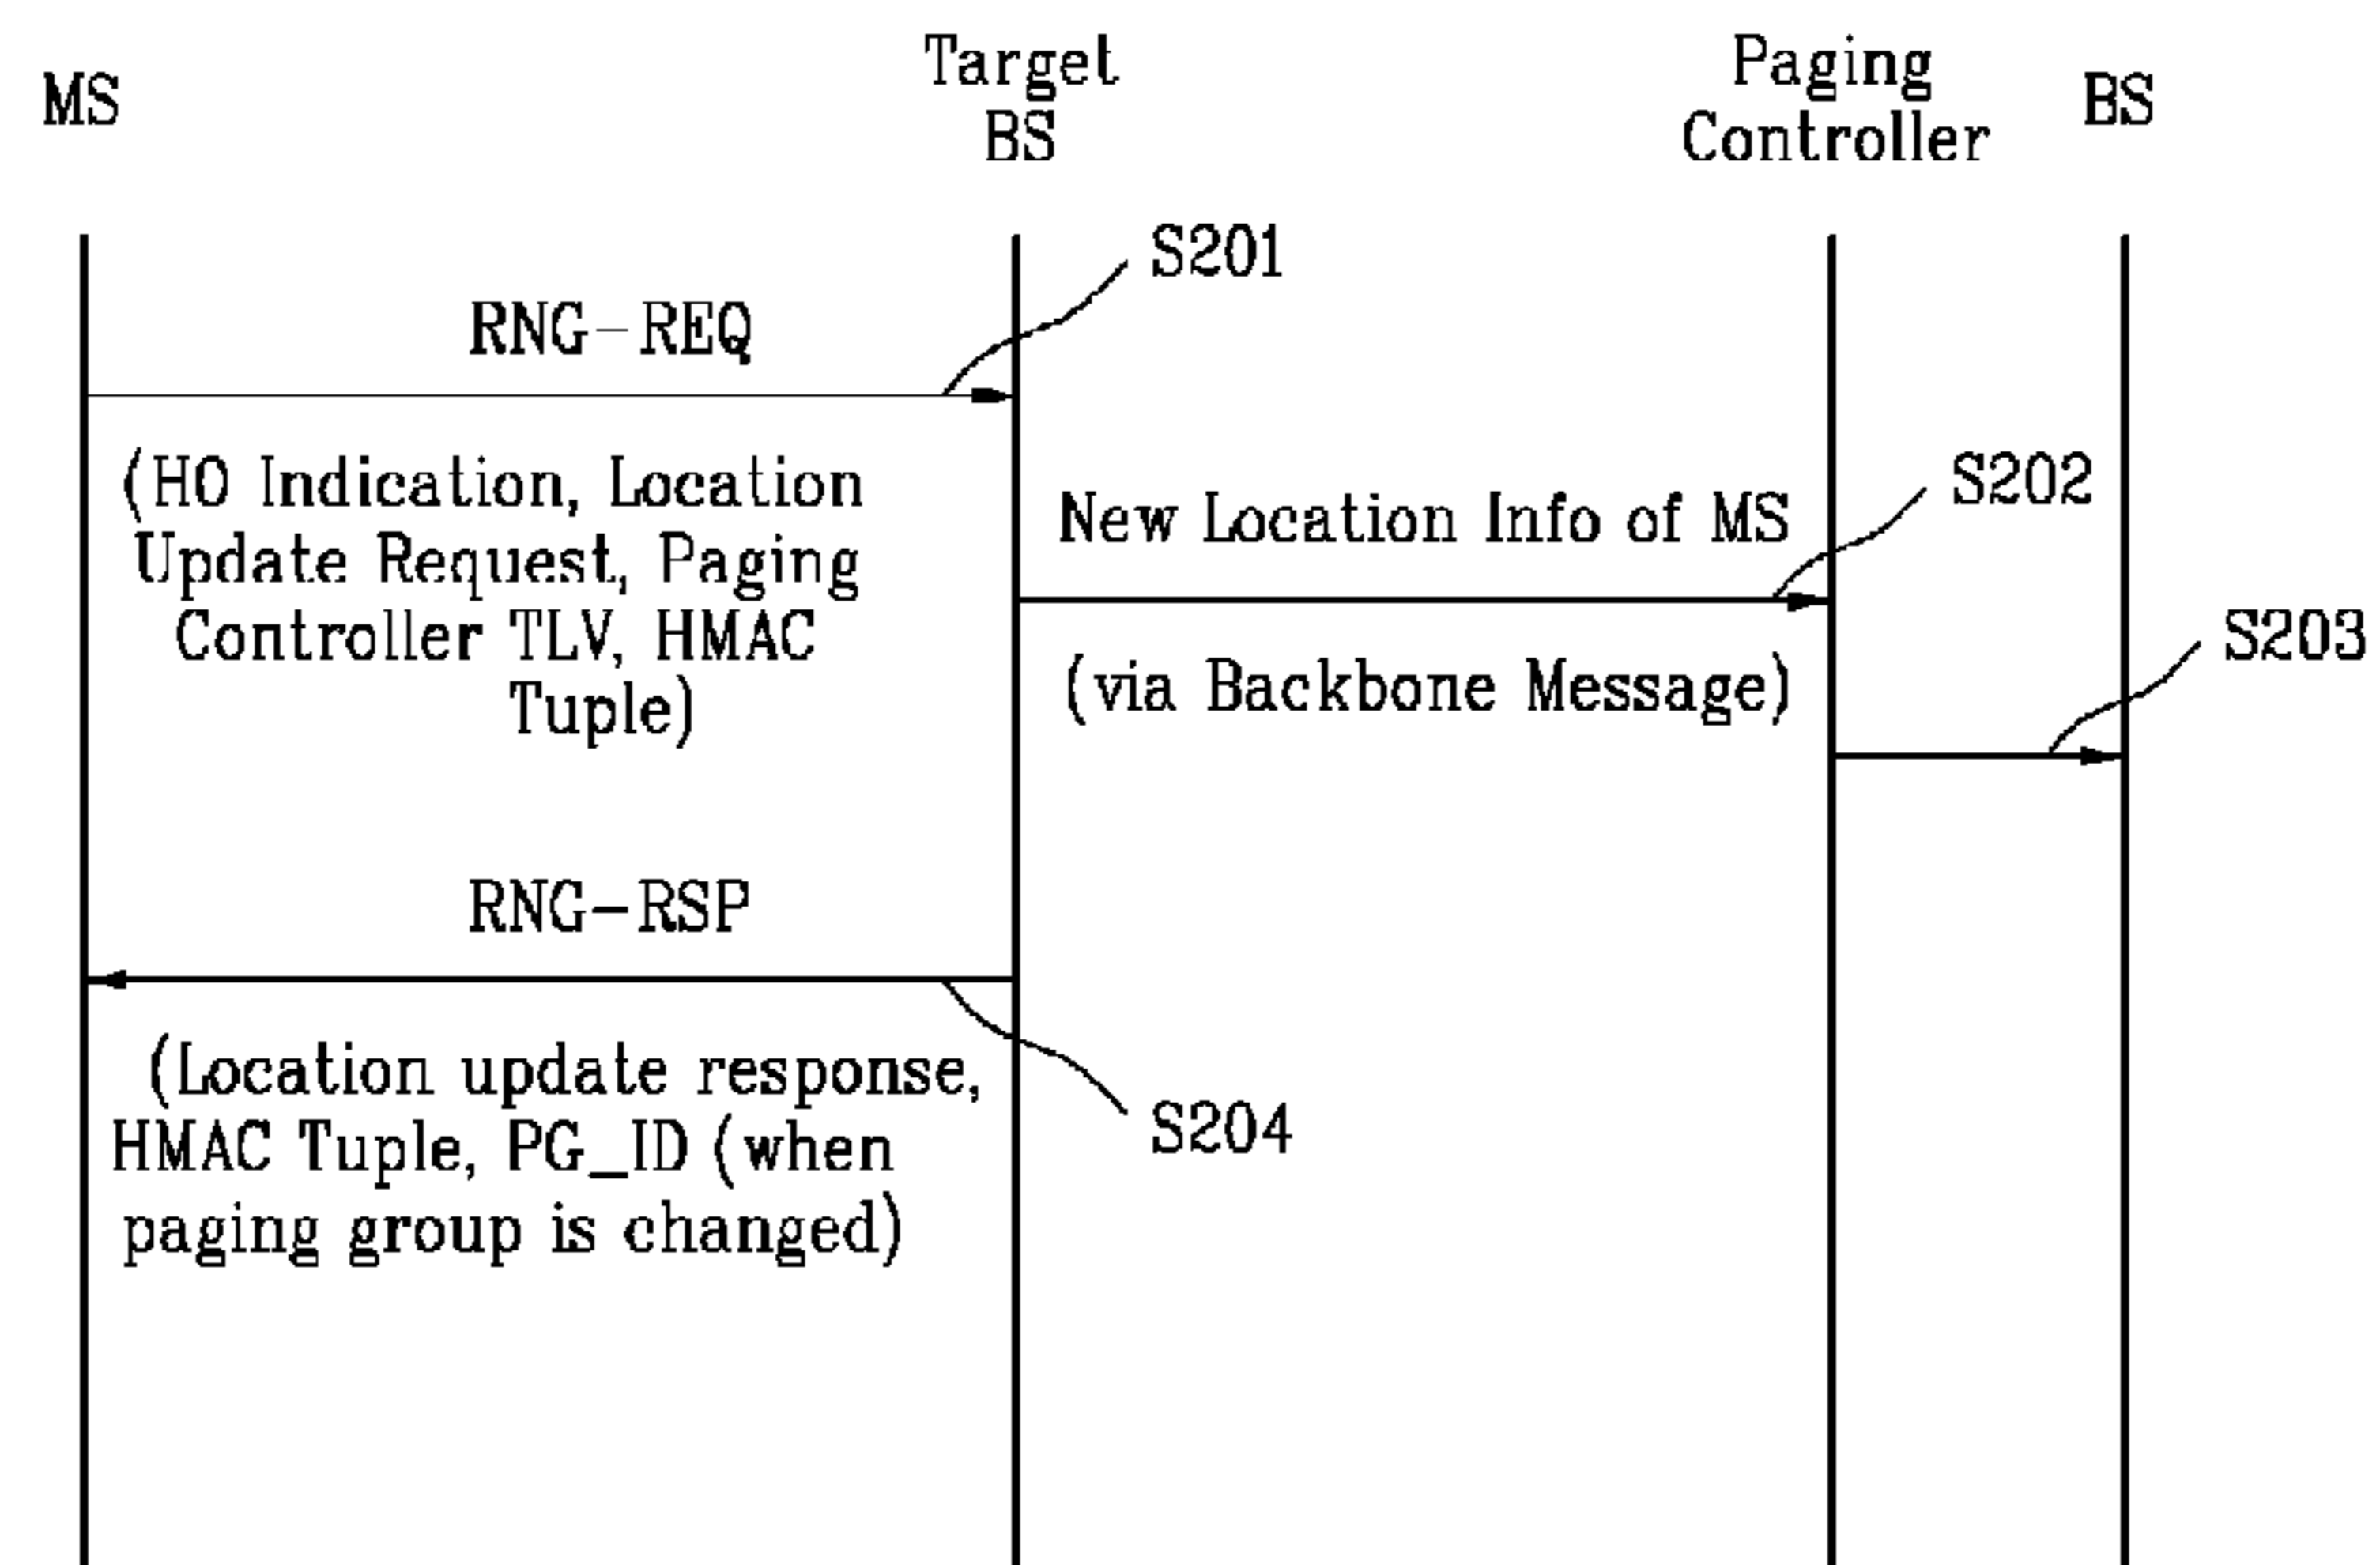 MS
Target
BS
Paging
Controller
BS
S201
RNG-REQ
(HO Indication, Location
Update Request, Paging
Controller TLV, HMAC
Tuple)
S202
New Location Info of MS
(via Backbone Message)
S203
RNG-RSP
(Location update response,
HMAC Tuple, PG_ID (when
paging group is changed)
S204